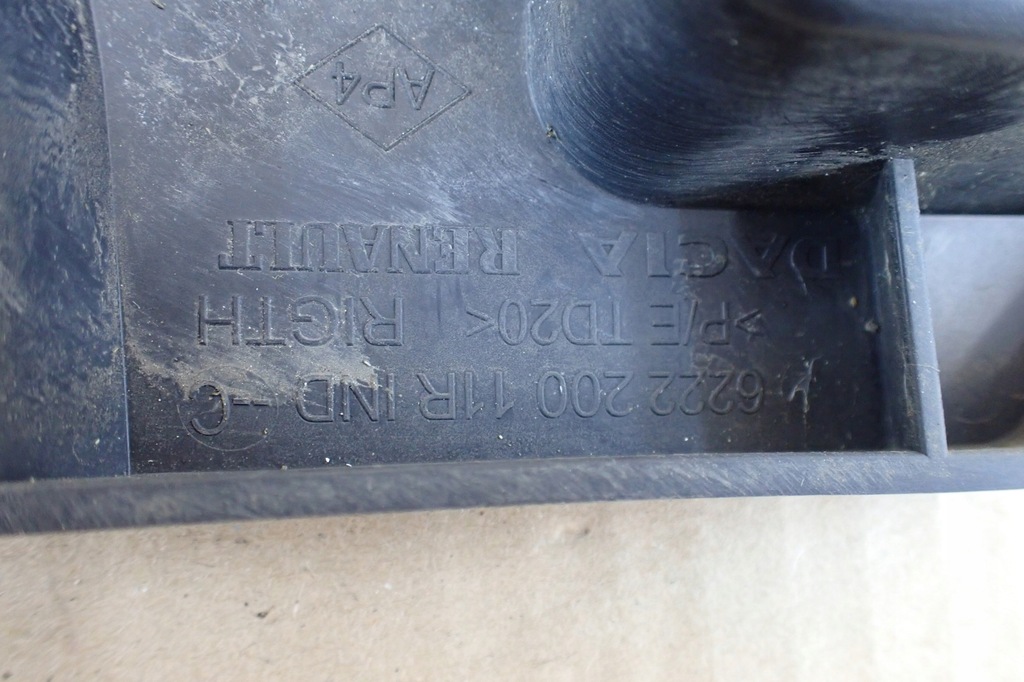 6222 200 11R IND--C
>P/E TD20< RIGTH
DACIA RENAULT
AP4